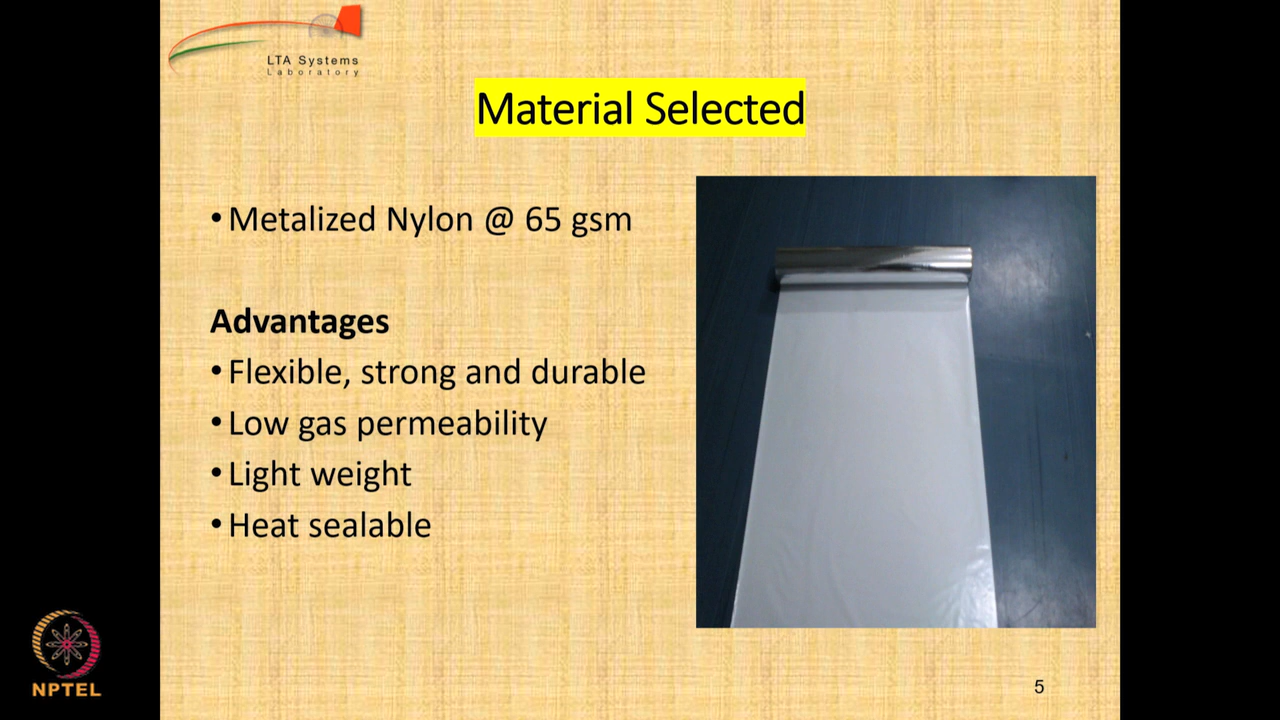 LTA Systems
Laboratory
Material Selected
• Metalized Nylon @ 65 gsm
Advantages
• Flexible, strong and durable
• Low gas permeability
• Light weight
• Heat sealable
NPTEL
5